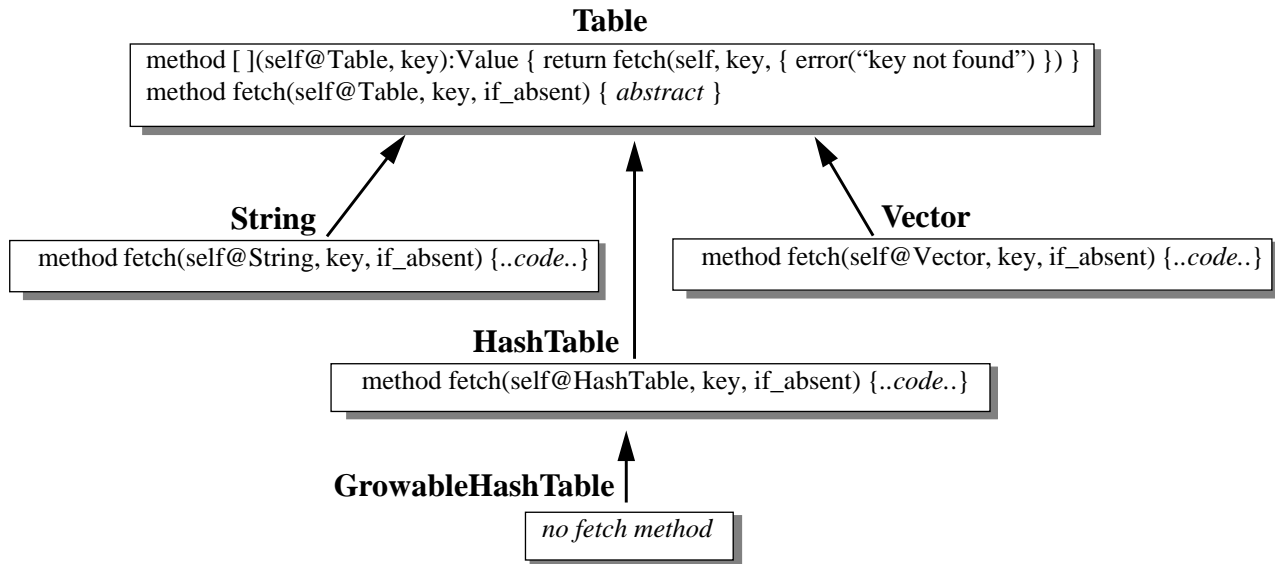 Table
method [ ](self@Table, key):Value { return fetch(self, key, { error(“key not found”) }) }
method fetch(self@Table, key, if_absent) { abstract }
String
method fetch(self@String, key, if_absent) {..code..}
Vector
method fetch(self@Vector, key, if_absent) {..code..}
HashTable
method fetch(self@HashTable, key, if_absent) {..code..}
GrowableHashTable
no fetch method